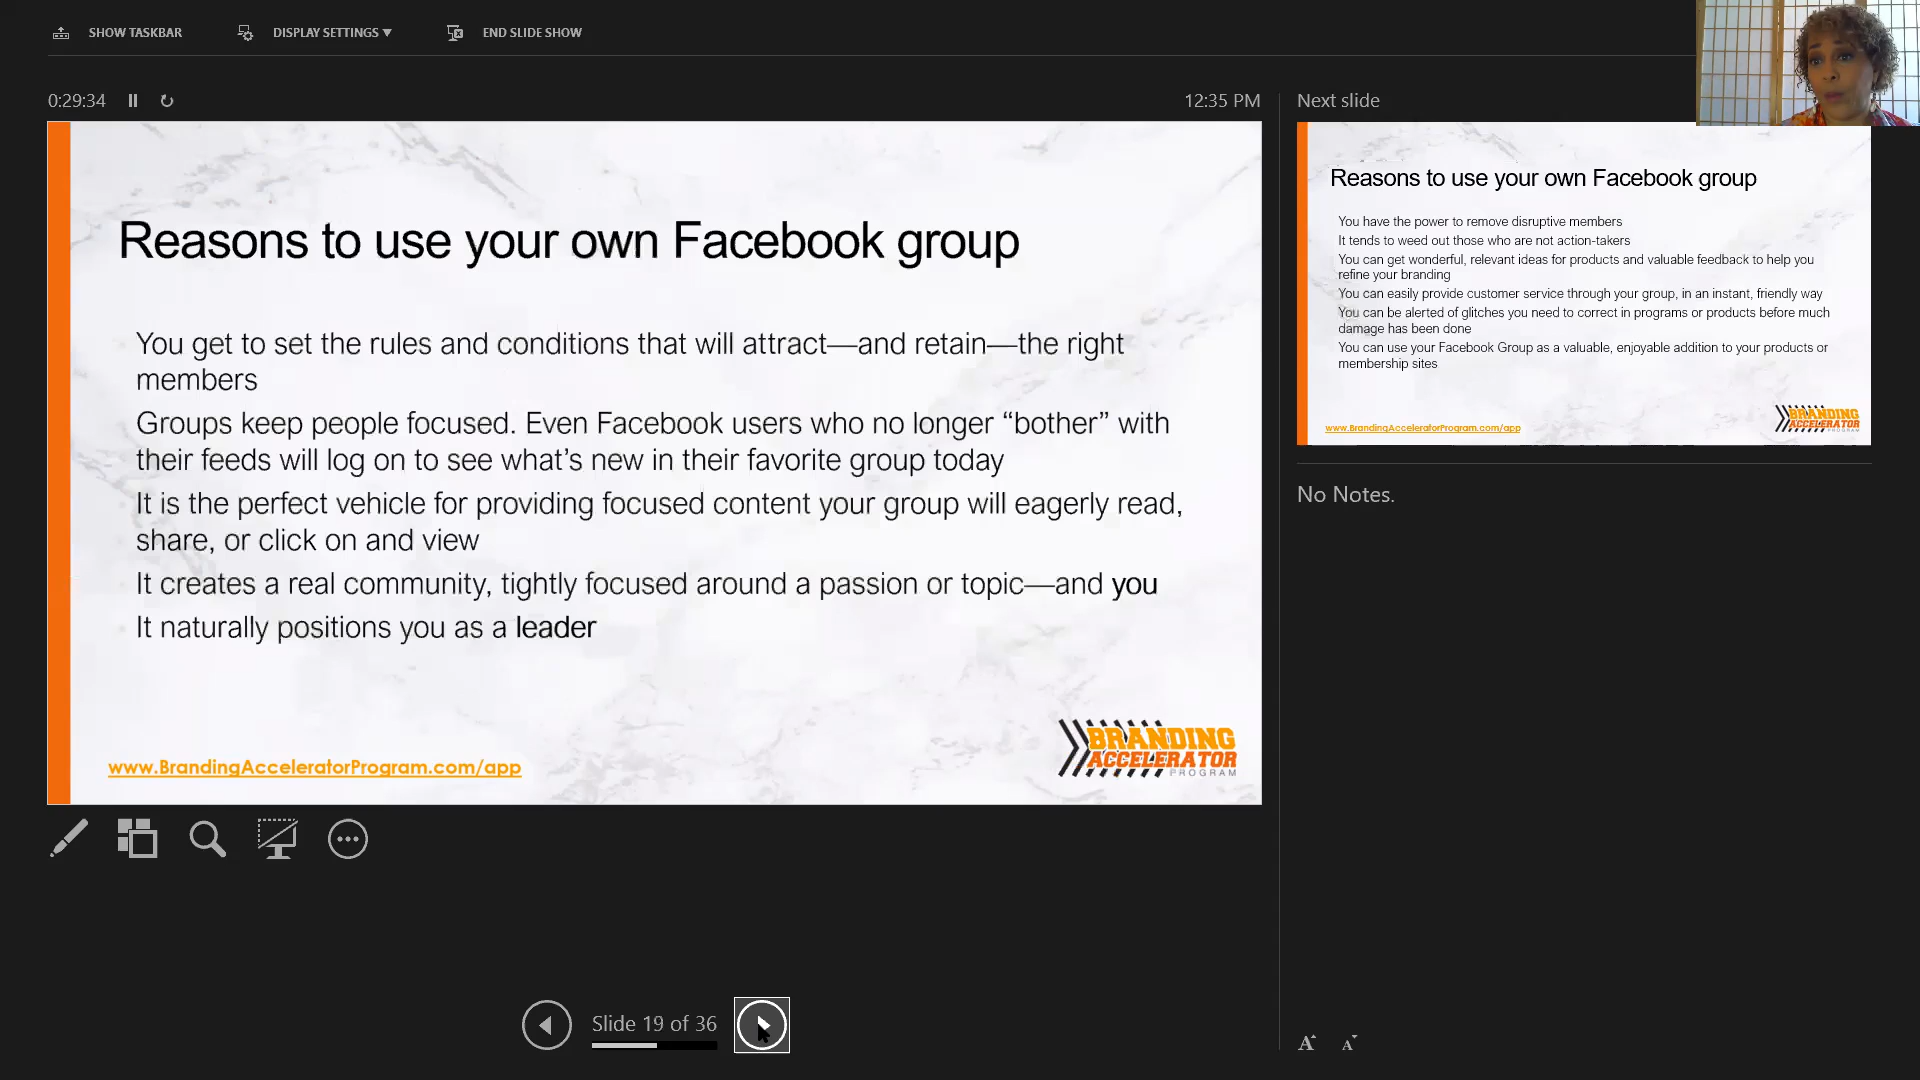 SHOW TASKBAR
DISPLAY SETTINGS ▼
END SLIDE SHOW
0:29:34
12:35 PM
Reasons to use your own Facebook group
You get to set the rules and conditions that will attract—and retain—the right
members
Groups keep people focused. Even Facebook users who no longer “bother” with
their feeds will log on to see what’s new in their favorite group today
It is the perfect vehicle for providing focused content your group will eagerly read,
share, or click on and view
It creates a real community, tightly focused around a passion or topic—and you
It naturally positions you as a leader
www.BrandingAcceleratorProgram.com/app
BRANDING
ACCELERATOR
PROGRAM
Slide 19 of 36
Next slide
Reasons to use your own Facebook group
You have the power to remove disruptive members
It tends to weed out those who are not action-takers
You can get wonderful, relevant ideas for products and valuable feedback to help you
refine your branding
You can easily provide customer service through your group, in an instant, friendly way
You can be alerted of glitches you need to correct in programs or products before much
damage has been done
You can use your Facebook Group as a valuable, enjoyable addition to your products or
membership sites
www.BrandingAcceleratorProgram.com/app
BRANDING
ACCELERATOR
PROGRAM
No Notes.
A A